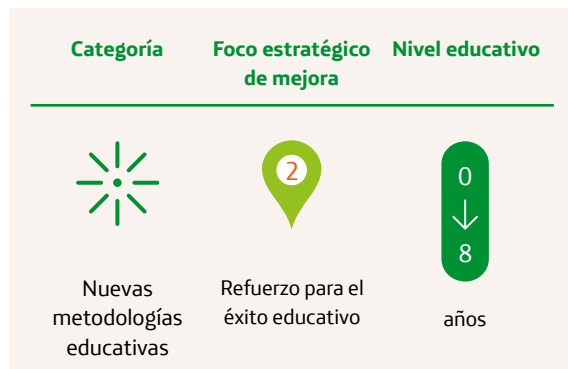 Categoría
Foco estratégico
de mejora
Nivel educativo
2
0
8
Nuevas
metodologías
educativas
Refuerzo para el
éxito educativo
años